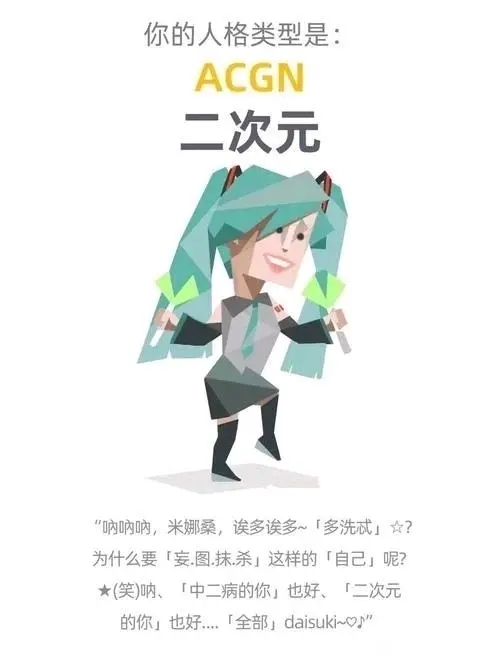 你的人格类型是：
ACGN
二次元
“呐呐呐，米娜桑，诶多诶多~「多洗忒」☆?
为什么要「妄.图.抹.杀」这样的「自己」呢?
★(笑)呐、「中二病的你」也好、「二次元
的你」也好....「全部」daisuki~♡♪”